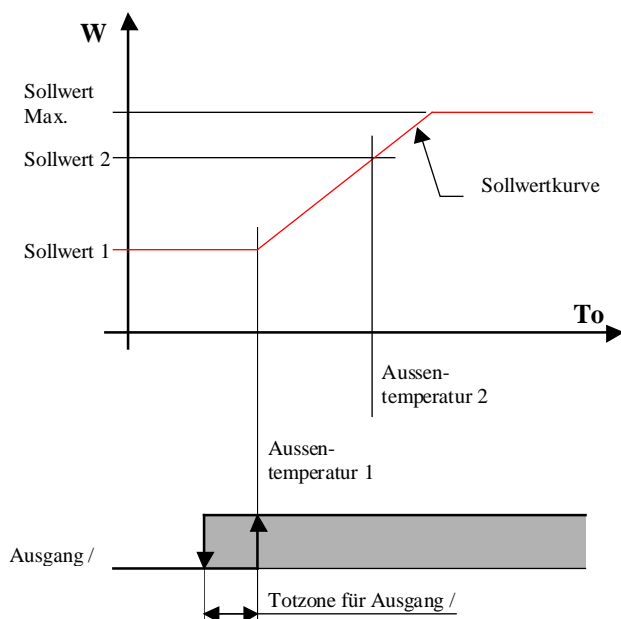 W
Sollwert
Max.
Sollwert 2
Sollwertkurve
Sollwert 1
To
Aussen-
temperatur 2
Aussen-
temperatur 1
Ausgang /
Totzone für Ausgang /